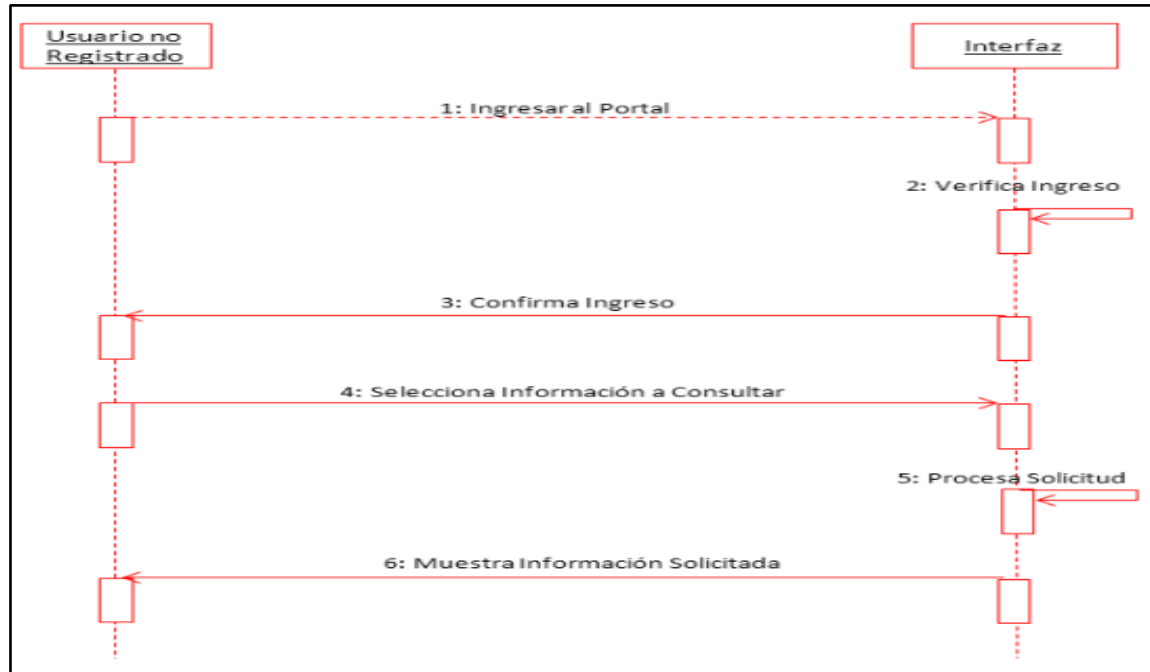 Usuario no
Registrado
Interfaz
1: Ingresar al Portal
2: Verifica Ingreso
3: Confirma Ingreso
4: Selecciona Información a Consultar
5: Procesa Solicitud
6: Muestra Información Solicitada